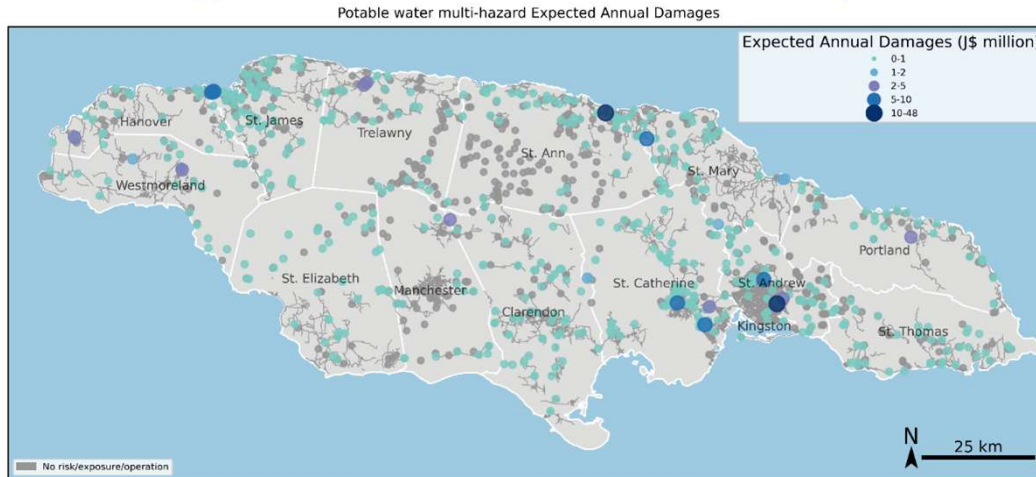 Potable water multi-hazard Expected Annual Damages
Expected Annual Damages (J$ million)
0-1
1-2
2-5
5-10
10-48
Hanover
St. James
Trelawny
St. Ann
St. Mary
Westmoreland
Portland
St. Elizabeth
Manchester
St. Catherine
St. Andrew
Clarendon
Kingston
St. Thomas
N
25 km
No risk/exposure/operation